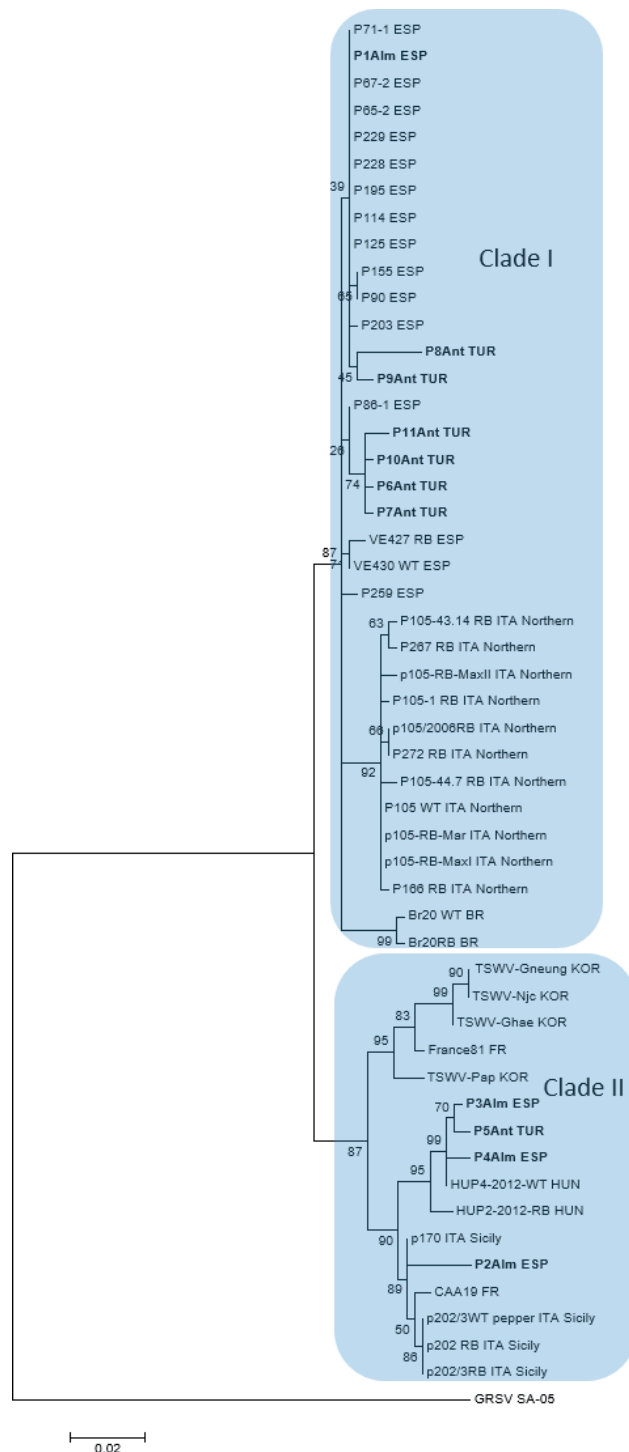 P71-1 ESP
P1Alm ESP
P67-2 ESP
P65-2 ESP
P229 ESP
P228 ESP
39
P195 ESP
P114 ESP
P125 ESP
Clade I
P155 ESP
65
P90 ESP
P203 ESP
P8Ant TUR
45
P9Ant TUR
P86-1 ESP
P11Ant TUR
26
P10Ant TUR
74
P6Ant TUR
P7Ant TUR
VE427 RB ESP
87
71
VE430 WT ESP
P259 ESP
63
P105-43.14 RB ITA Northern
P267 RB ITA Northern
p105-RB-MaxII ITA Northern
P105-1 RB ITA Northern
66
p105/2006RB ITA Northern
P272 RB ITA Northern
92
P105-44.7 RB ITA Northern
P105 WT ITA Northern
p105-RB-Mar ITA Northern
p105-RB-MaxI ITA Northern
P166 RB ITA Northern
Br20 WT BR
99
Br20RB BR
90
TSWV-Gneung KOR
99
TSWV-Njc KOR
83
TSWV-Ghae KOR
95
France81 FR
TSWV-Pap KOR
Clade II
70
P3Alm ESP
P5Ant TUR
99
87
P4Alm ESP
95
HUP4-2012-WT HUN
HUP2-2012-RB HUN
90
p170 ITA Sicily
P2Alm ESP
89
CAA19 FR
p202/3WT pepper ITA Sicily
50
p202 RB ITA Sicily
86
p202/3RB ITA Sicily
GRSV SA-05
0.02